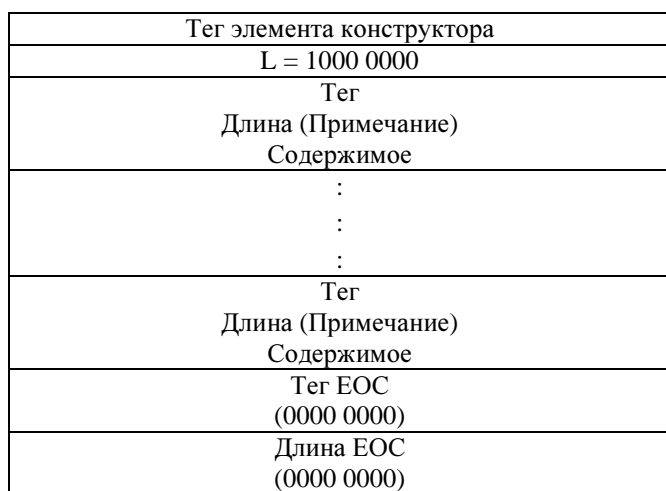 Тег элемента конструктора
L = 1000 0000
Тег
Длина (Примечание)
Содержимое
:
:
:
Тег
Длина (Примечание)
Содержимое
Тег EOC
(0000 0000)
Длина EOC
(0000 0000)